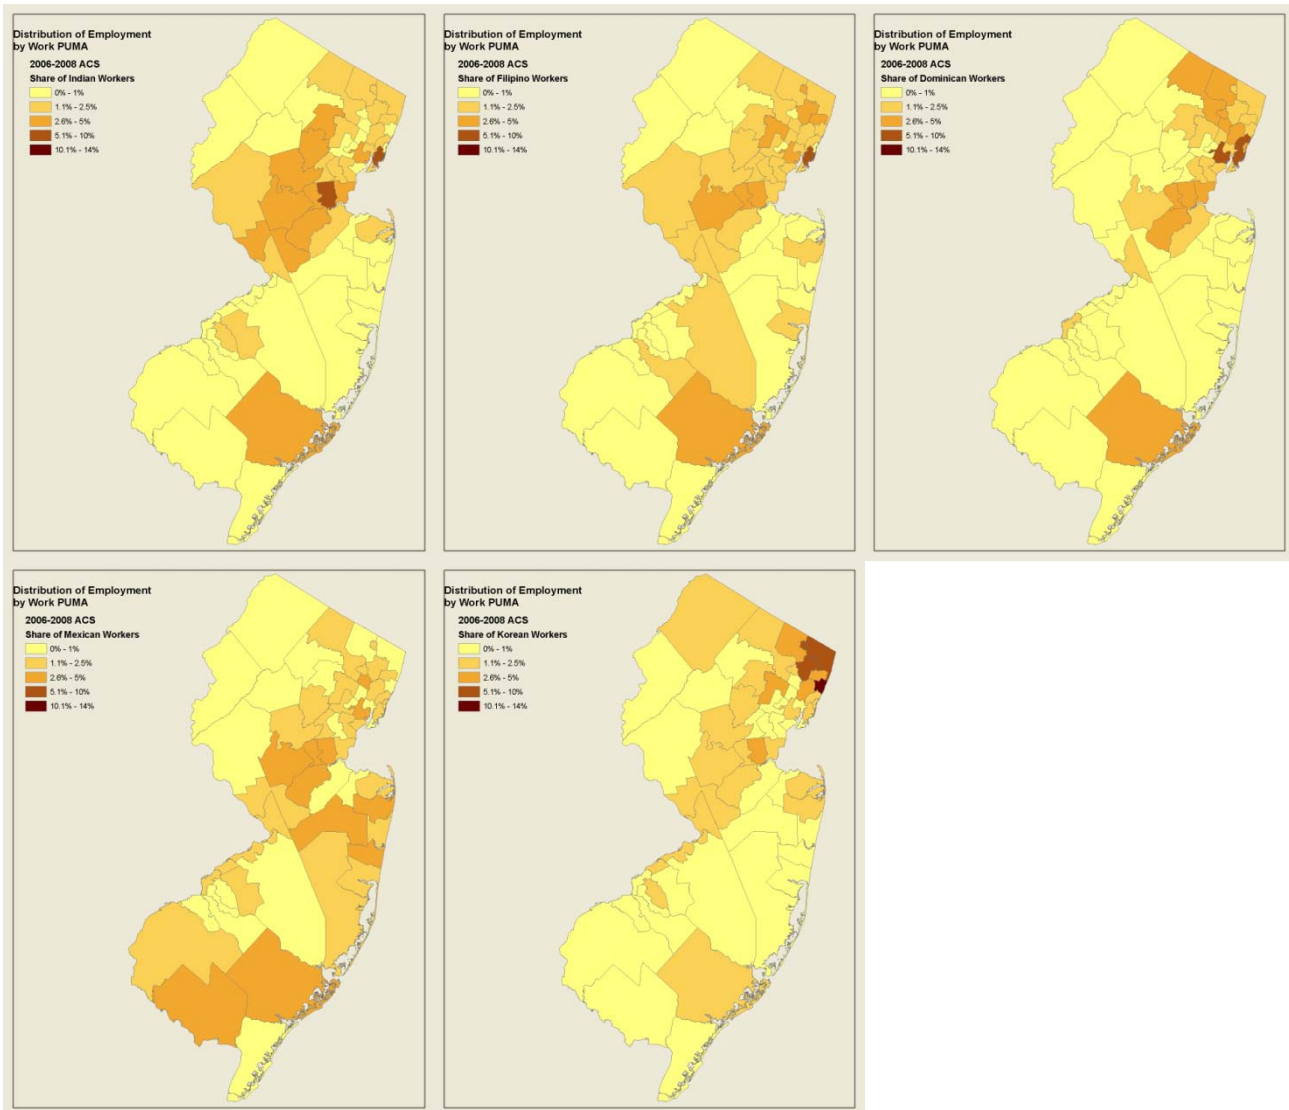 Distribution of Employment
by Work PUMA
2006-2008 ACS
Share of Indian Workers
0% - 1%
1.1% - 2.5%
2.6% - 5%
5.1% - 10%
10.1% - 14%
Distribution of Employment
by Work PUMA
2006-2008 ACS
Share of Filipino Workers
0% - 1%
1.1% - 2.5%
2.6% - 5%
5.1% - 10%
10.1% - 14%
Distribution of Employment
by Work PUMA
2006-2008 ACS
Share of Dominican Workers
0% - 1%
1.1% - 2.5%
2.6% - 5%
5.1% - 10%
10.1% - 14%
Distribution of Employment
by Work PUMA
2006-2008 ACS
Share of Mexican Workers
0% - 1%
1.1% - 2.5%
2.6% - 5%
5.1% - 10%
10.1% - 14%
Distribution of Employment
by Work PUMA
2006-2008 ACS
Share of Korean Workers
0% - 1%
1.1% - 2.5%
2.6% - 5%
5.1% - 10%
10.1% - 14%